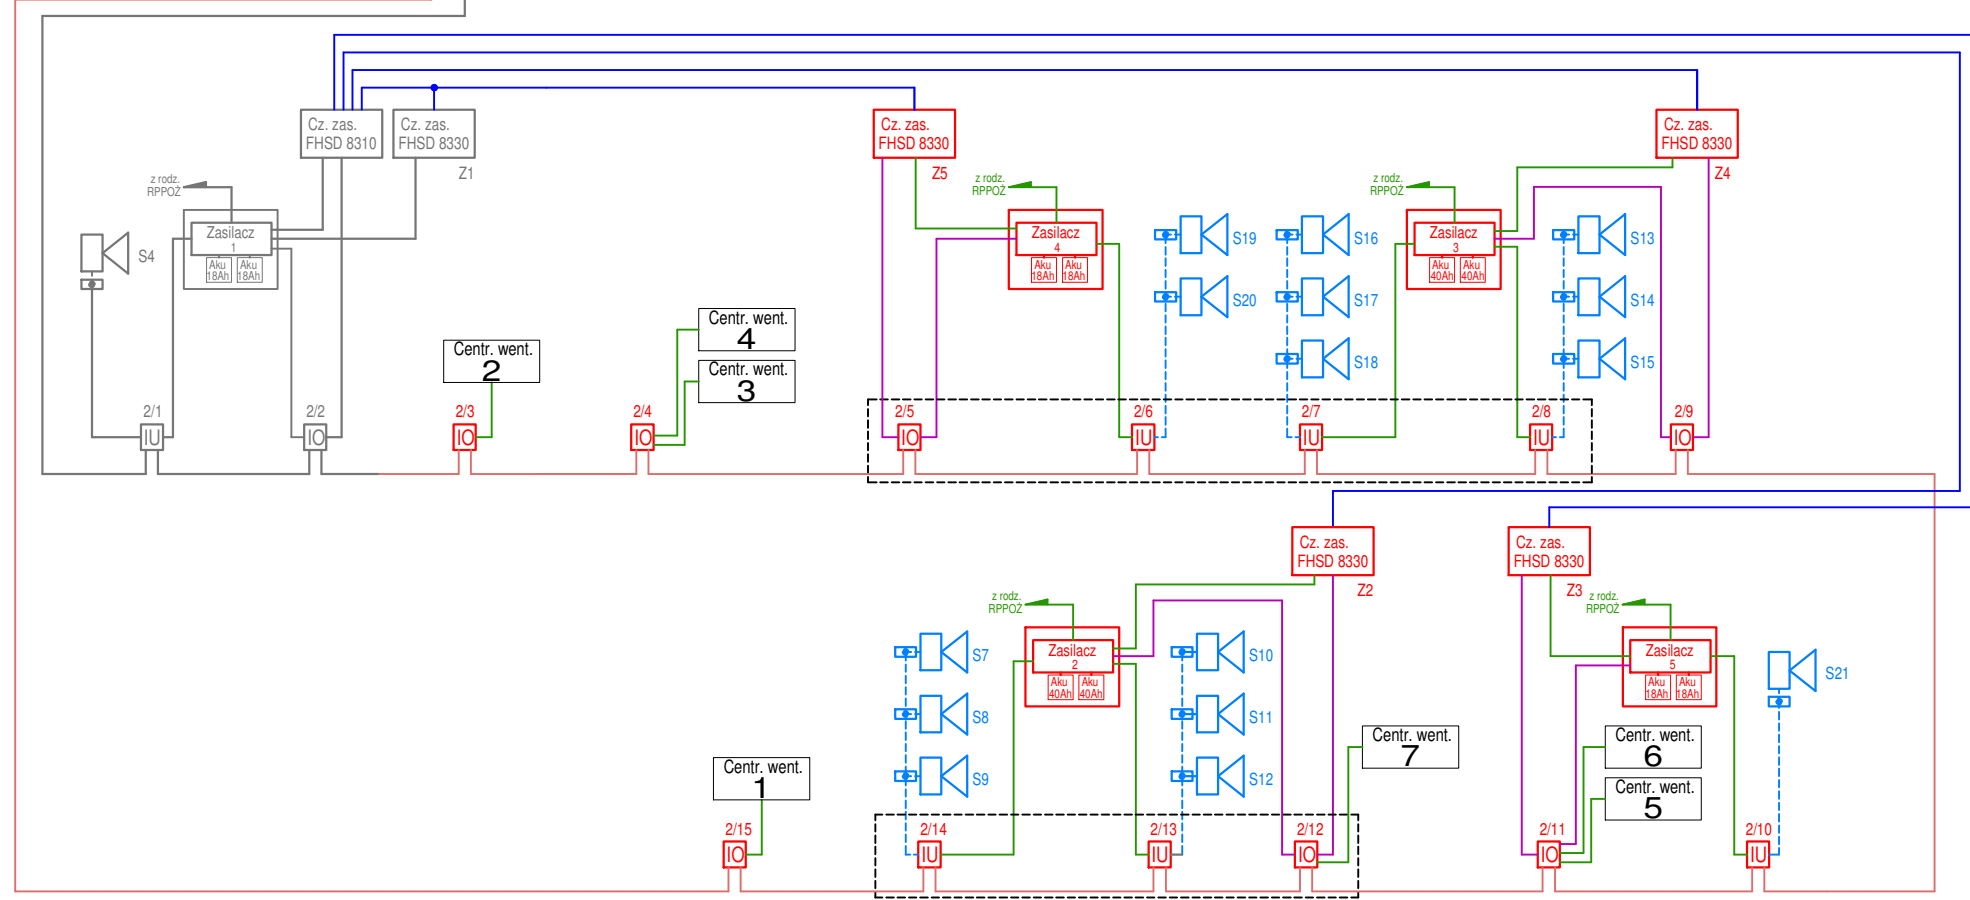 Cz. zas.
FHSD 8310
Cz. zas.
FHSD 8330
Z1
z rodz.
RPPOŻ
Zasilacz
1
Aku
18Ah
Aku
18Ah
S4
2/1
IU
2/2
IO
Centr. went.
2
2/3
IO
Centr. went.
4
Centr. went.
3
2/4
IO
Cz. zas.
FHSD 8330
Z5
z rodz.
RPPOŻ
Zasilacz
4
Aku
18Ah
Aku
18Ah
S19
S20
2/5
IO
2/6
IU
S16
S17
S18
2/7
IU
z rodz.
RPPOŻ
Zasilacz
3
Aku
40Ah
Aku
40Ah
Cz. zas.
FHSD 8330
Z4
S13
S14
S15
2/8
IU
2/9
IO
Centr. went.
1
2/15
IO
S7
S8
S9
2/14
IU
z rodz.
RPPOŻ
Zasilacz
2
Aku
40Ah
Aku
40Ah
S10
S11
S12
2/13
IU
Cz. zas.
FHSD 8330
Z2
2/12
IO
Centr. went.
7
Cz. zas.
FHSD 8330
Z3
z rodz.
RPPOŻ
Zasilacz
5
Aku
18Ah
Aku
18Ah
Centr. went.
6
Centr. went.
5
2/11
IO
2/10
IU
S21